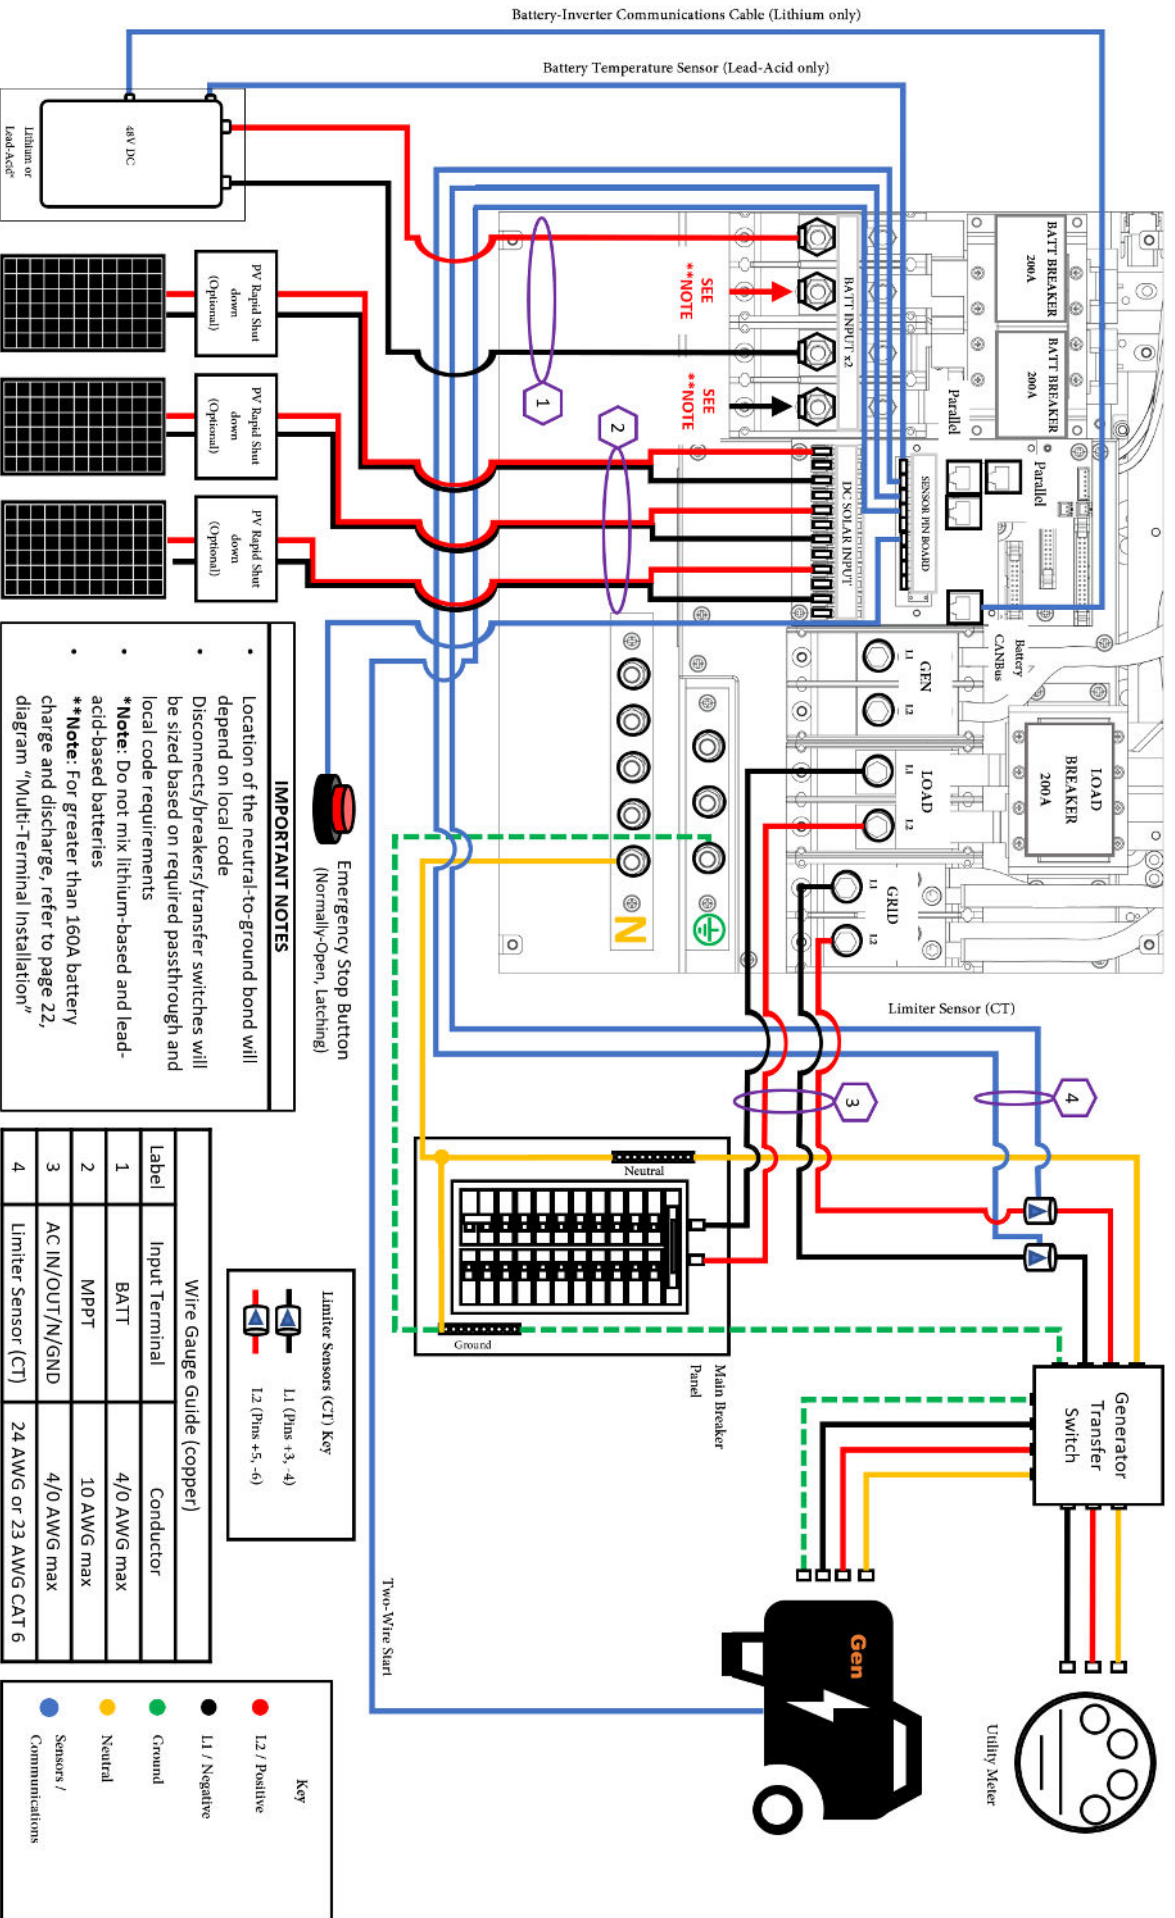 Battery-Inverter Communications Cable (Lithium only)
Battery Temperature Sensor (Lead-Acid only)
48V DC
Lithium or
Lead-Acid*
PV Rapid Shut
down
(Optional)
PV Rapid Shut
down
(Optional)
PV Rapid Shut
down
(Optional)
BATT BREAKER
200A
BATT BREAKER
200A
BATT INPUT x2
SEE
**NOTE
SEE
**NOTE
1
2
Parallel
Parallel
SENSOR PIN BOARD
DC SOLAR INPUT
Battery
CANBus
GEN
L1
L2
LOAD
BREAKER
200A
LOAD
L1
L2
GRID
L1
L2
N
Limiter Sensor (CT)
3
4
Emergency Stop Button
(Normally-Open, Latching)
IMPORTANT NOTES
• Location of the neutral-to-ground bond will
depend on local code
• Disconnects/breakers/transfer switches will
be sized based on required passthrough and
local code requirements
• *Note: Do not mix lithium-based and lead-
acid-based batteries
• **Note: For greater than 160A battery
charge and discharge, refer to page 22,
diagram “Multi-Terminal Installation”
Neutral
Ground
Main Breaker
Panel
Generator
Transfer
Switch
Gen
Utility Meter
Two-Wire Start
Limiter Sensors (CT) Key
L1 (Pins +3, -4)
L2 (Pins +5, -6)
Wire Gauge Guide (copper)
Label Input Terminal Conductor
1 BATT 4/0 AWG max
2 MPPT 10 AWG max
3 AC IN/OUT/N/GND 4/0 AWG max
4 Limiter Sensor (CT) 24 AWG or 23 AWG CAT 6
Key
L2 / Positive
L1 / Negative
Ground
Neutral
Sensors /
Communications